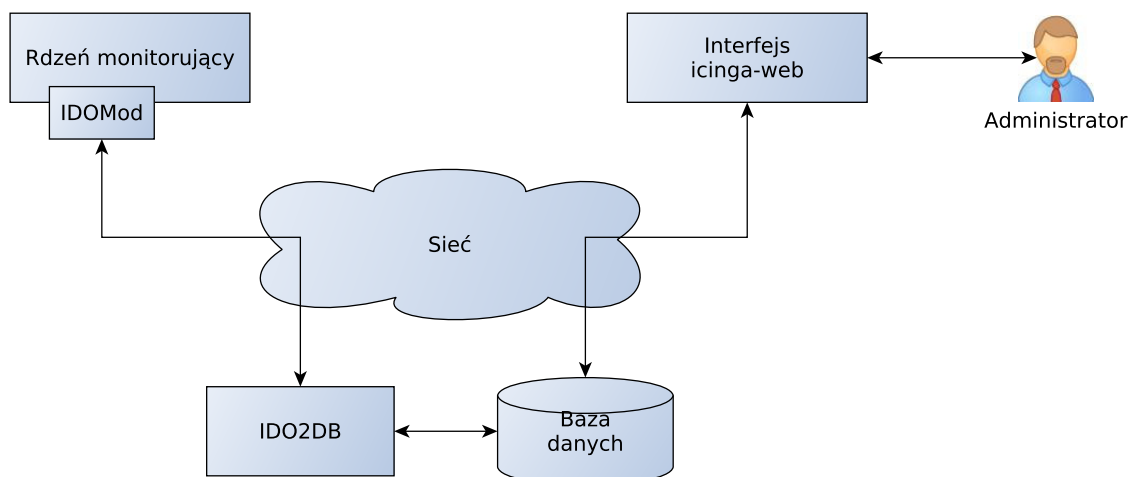 Rdzeń monitorujący
IDOMod
Interfejs
icinga-web
Administrator
Sieć
IDO2DB
Baza
danych